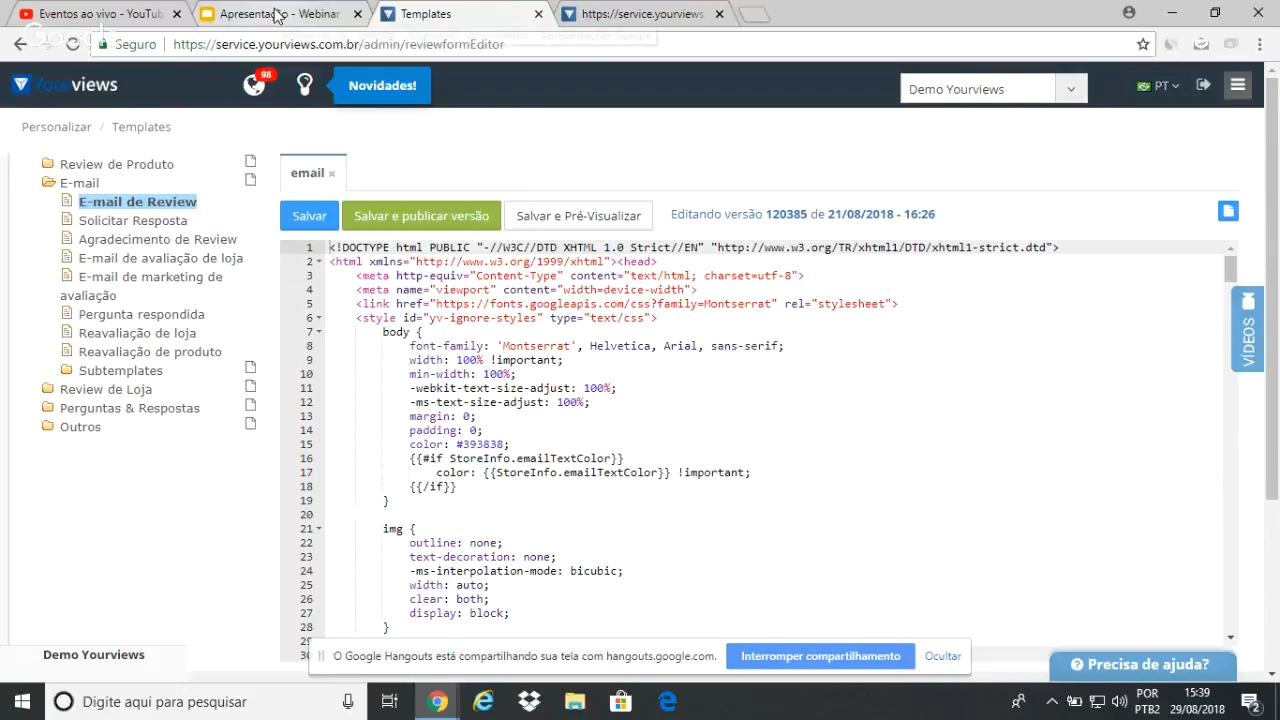 Eventos ao vivo - YouTub
Apresentação - Webinar
Templates
https://service.yourviews
Seguro
https://service.yourviews.com.br/admin/reviewformEditor
Yourviews
98
Novidades!
Demo Yourviews
PT
Personalizar / Templates
Review de Produto
E-mail
E-mail de Review
Solicitar Resposta
Agradecimento de Review
E-mail de avaliação de loja
E-mail de marketing de
avaliação
Pergunta respondida
Reavaliação de loja
Reavaliação de produto
Subtemplates
Review de Loja
Perguntas & Respostas
Outros
Demo Yourviews
email
Salvar
Salvar e publicar versão
Salvar e Pré-Visualizar
Editando versão 120385 de 21/08/2018 - 16:26
1 <!DOCTYPE html PUBLIC "-//W3C//DTD XHTML 1.0 Strict//EN" "http://www.w3.org/TR/xhtml1/DTD/xhtml1-strict.dtd">
2 <html xmlns="http://www.w3.org/1999/xhtml"><head>
3 <meta http-equiv="Content-Type" content="text/html; charset=utf-8">
4 <meta name="viewport" content="width=device-width">
5 <link href="https://fonts.googleapis.com/css?family=Montserrat" rel="stylesheet">
6 <style id="yv-ignore-styles" type="text/css">
7 body {
8 font-family: 'Montserrat', Helvetica, Arial, sans-serif;
9 width: 100% !important;
10 min-width: 100%;
11 -webkit-text-size-adjust: 100%;
12 -ms-text-size-adjust: 100%;
13 margin: 0;
14 padding: 0;
15 color: #393838;
16 {{#if StoreInfo.emailTextColor}}
17 color: {{StoreInfo.emailTextColor}} !important;
18 {{/if}}
19 }
20
21 img {
22 outline: none;
23 text-decoration: none;
24 -ms-interpolation-mode: bicubic;
25 width: auto;
26 clear: both;
27 display: block;
28 }
VÍDEOS
O Google Hangouts está compartilhando sua tela com hangouts.google.com.
Interromper compartilhamento
Ocultar
Precisa de ajuda?
Digite aqui para pesquisar
POR
PTB2
15:39
29/08/2018
2